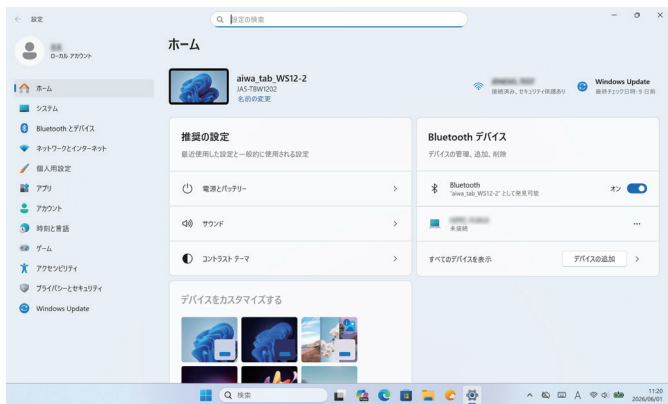 設定
設定の検索
ローカル アカウント
ホーム
システム
Bluetooth とデバイス
ネットワークとインターネット
個人用設定
アプリ
アカウント
時刻と言語
ゲーム
アクセシビリティ
プライバシーとセキュリティ
Windows Update
ホーム
aiwa_tab_WS12-2
JA5-TBW1202
名前の変更
接続済み、セキュリティ保護あり
Windows Update
最終チェック日時: 9 日前
推奨の設定
最近使用した設定と一般的に使用される設定
電源とバッテリー
サウンド
コントラスト テーマ
Bluetooth デバイス
デバイスの管理、追加、削除
Bluetooth
"aiwa_tab_WS12-2" として発見可能
オン
未接続
すべてのデバイスを表示
デバイスの追加
デバイスをカスタマイズする
検索
A
11:20
2026/06/01